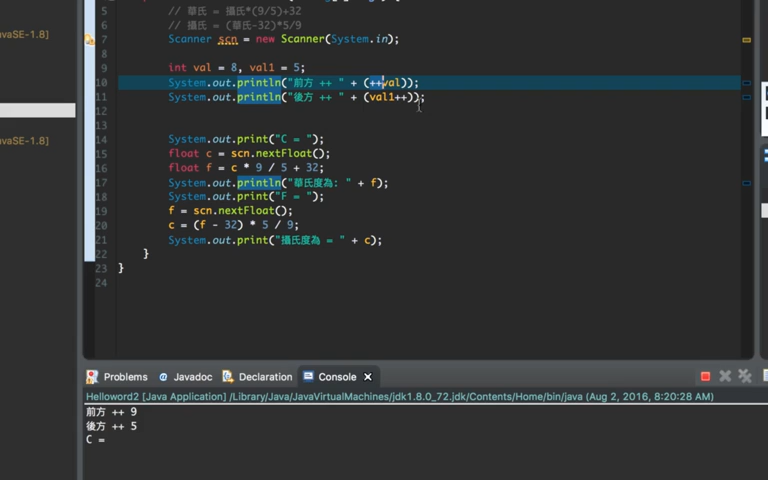 avaSE-1.8]
avaSE-1.8]
5 // 華氏 = 攝氏*(9/5)+32
6 // 攝氏 = (華氏-32)*5/9
7 Scanner scn = new Scanner(System.in);
8
9 int val = 8, val1 = 5;
10 System.out.println("前方 ++ " + (++val));
11 System.out.println("後方 ++ " + (val1++));
12
14 System.out.print("C = ");
15 float c = scn.nextFloat();
16 float f = c * 9 / 5 + 32;
17 System.out.println("華氏度為: " + f);
18 System.out.print("F = ");
19 f = scn.nextFloat();
20 c = (f - 32) * 5 / 9;
21 System.out.print("攝氏度為 = " + c);
22 }
23 }
24
Problems Javadoc Declaration Console
Helloword2 [Java Application] /Library/Java/JavaVirtualMachines/jdk1.8.0_72.jdk/Contents/Home/bin/java (Aug 2, 2016, 8:20:28 AM)
前方 ++ 9
後方 ++ 5
C =